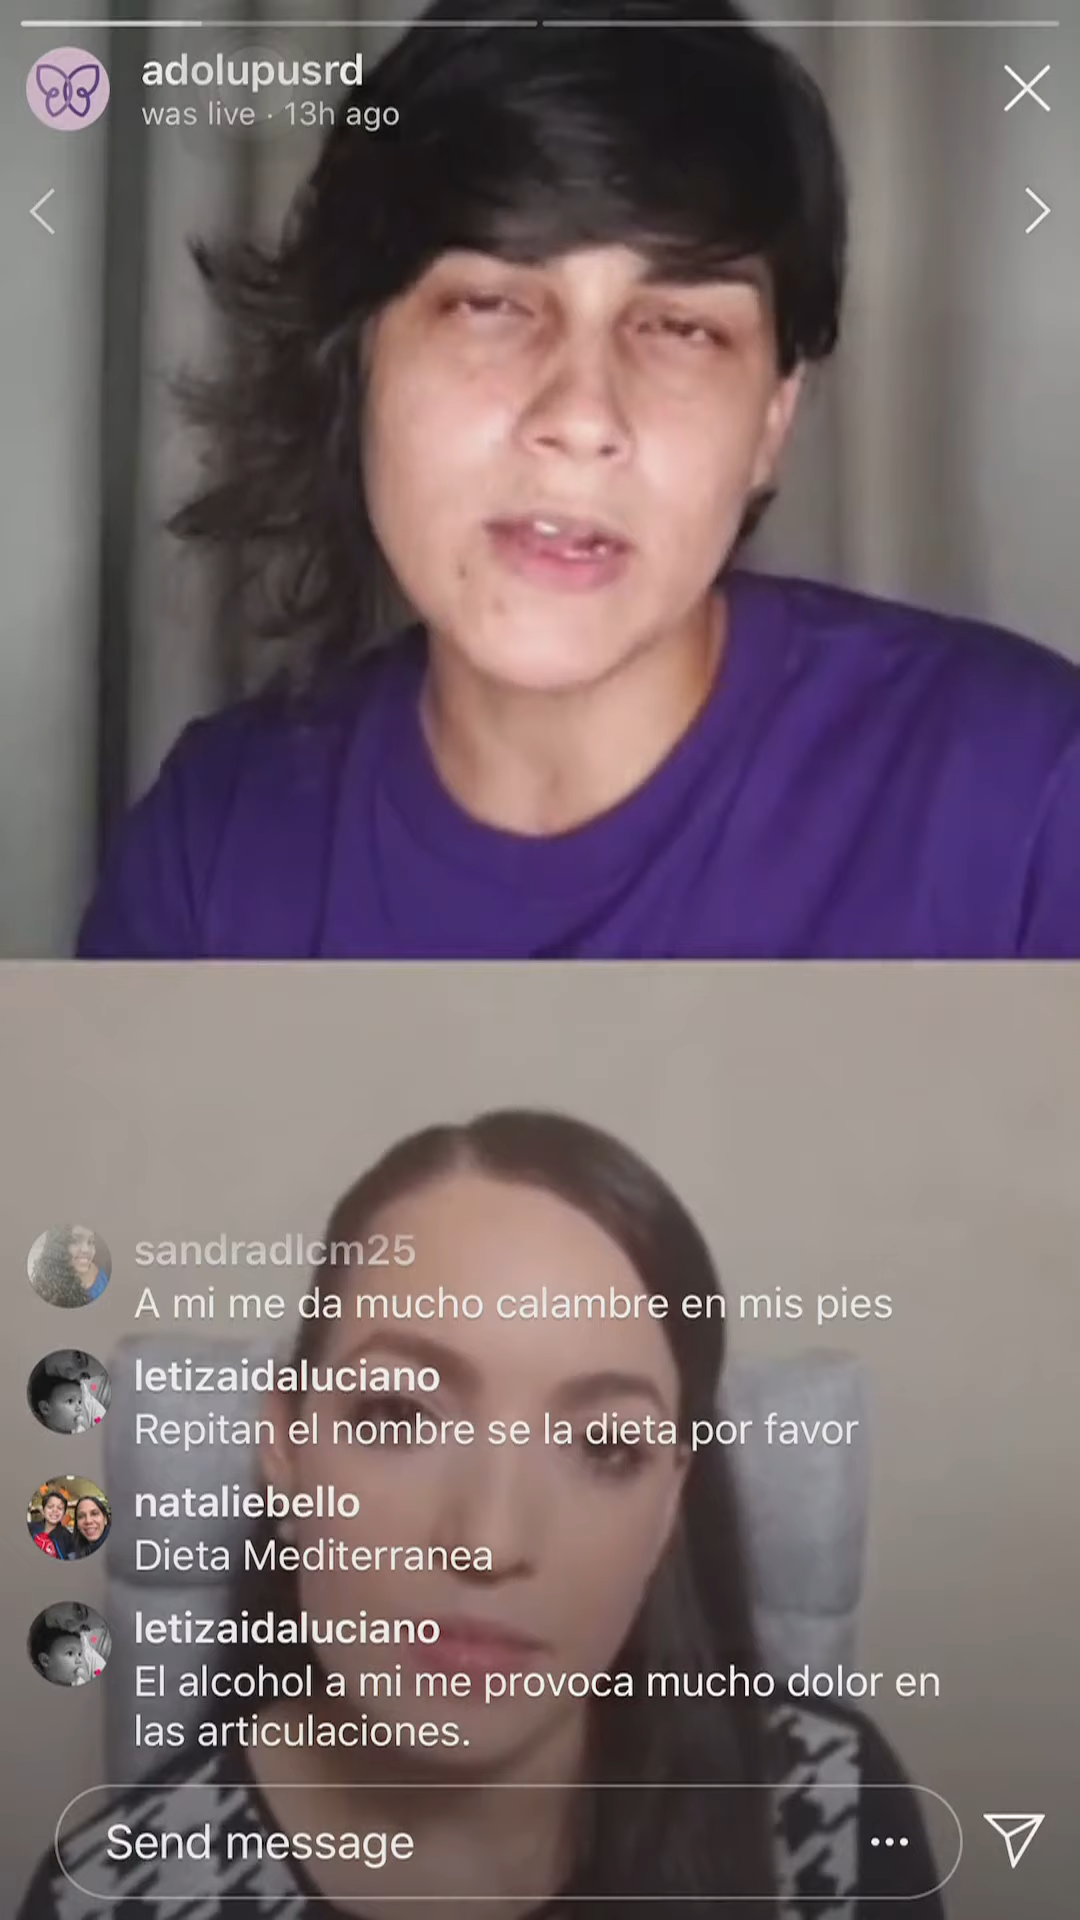 adolupusrd
was live · 13h ago
sandradlcm25
A mi me da mucho calambre en mis pies
letizaidaluciano
Repitan el nombre se la dieta por favor
nataliebello
Dieta Mediterranea
letizaidaluciano
El alcohol a mi me provoca mucho dolor en
las articulaciones.
Send message